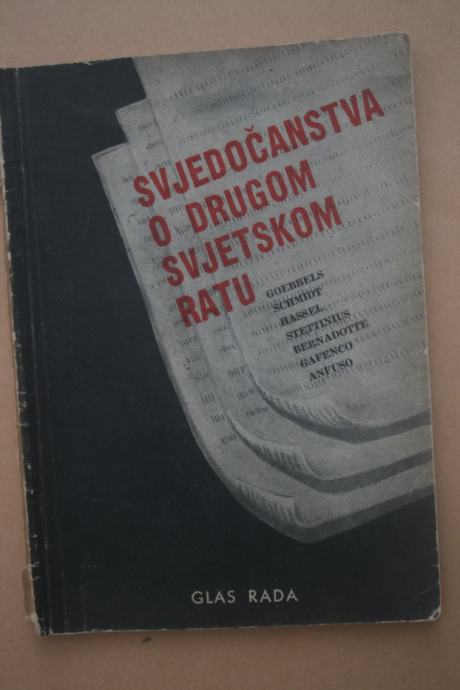 SVJEDOČANSTVA
O DRUGOM
SVJETSKOM
RATU
GOEBBELS
SCHMIDT
HASSEL
STETTINIUS
BERNADOTTE
GAFENCO
ANFUSO
GLAS RADA